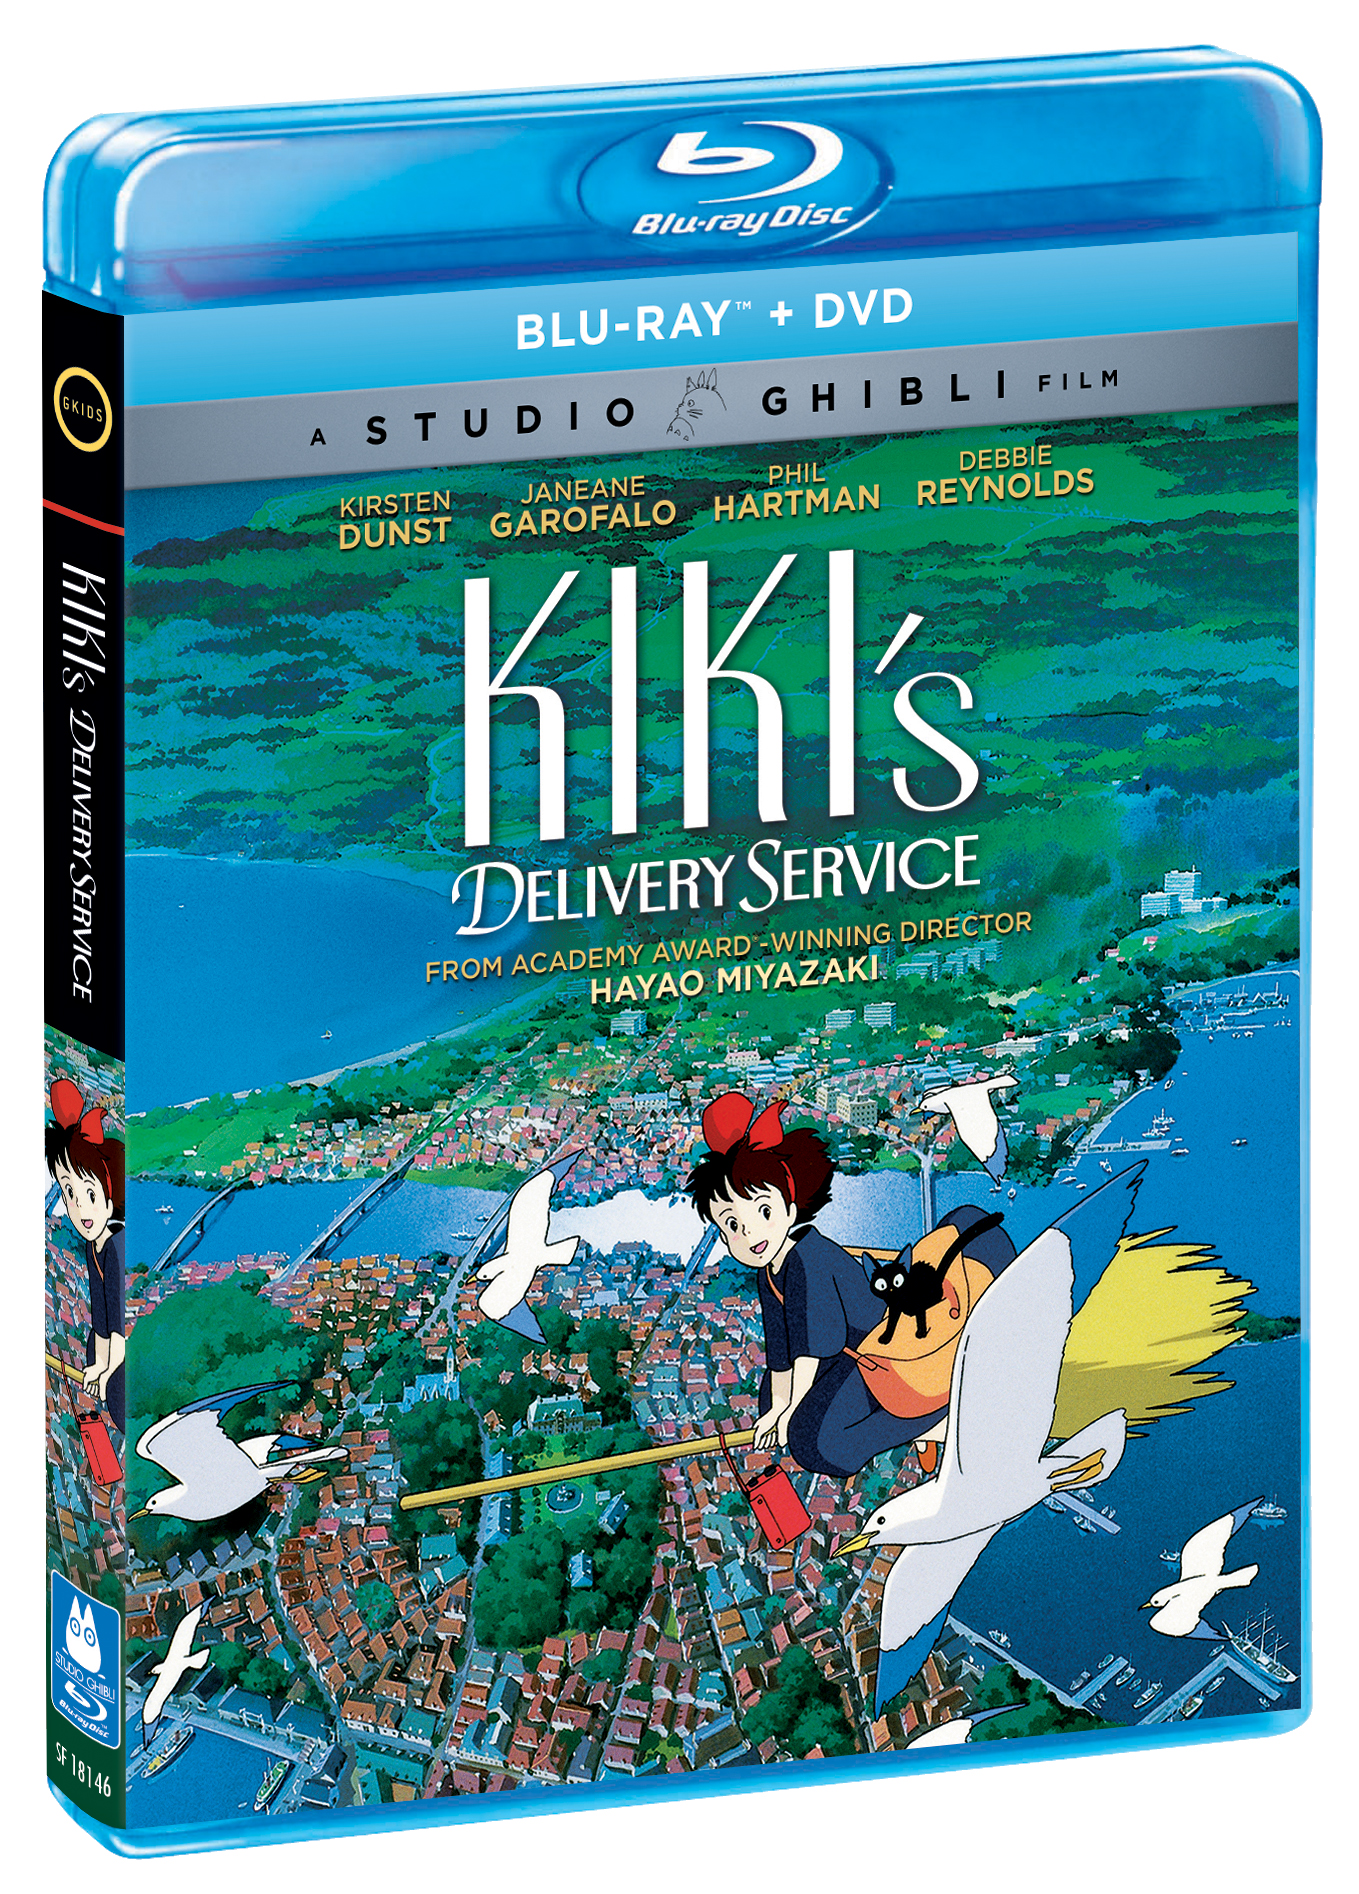 Blu-ray Disc
BLU-RAY™ + DVD
A STUDIO GHIBLI FILM
KIRSTEN DUNST
JANEANE GAROFALO
PHIL HARTMAN
DEBBIE REYNOLDS
KIKI's
DELIVERY SERVICE
FROM ACADEMY AWARD®-WINNING DIRECTOR
HAYAO MIYAZAKI
GKIDS
KIKI's DELIVERY SERVICE
STUDIO GHIBLI
Blu-ray Disc
SF 18146